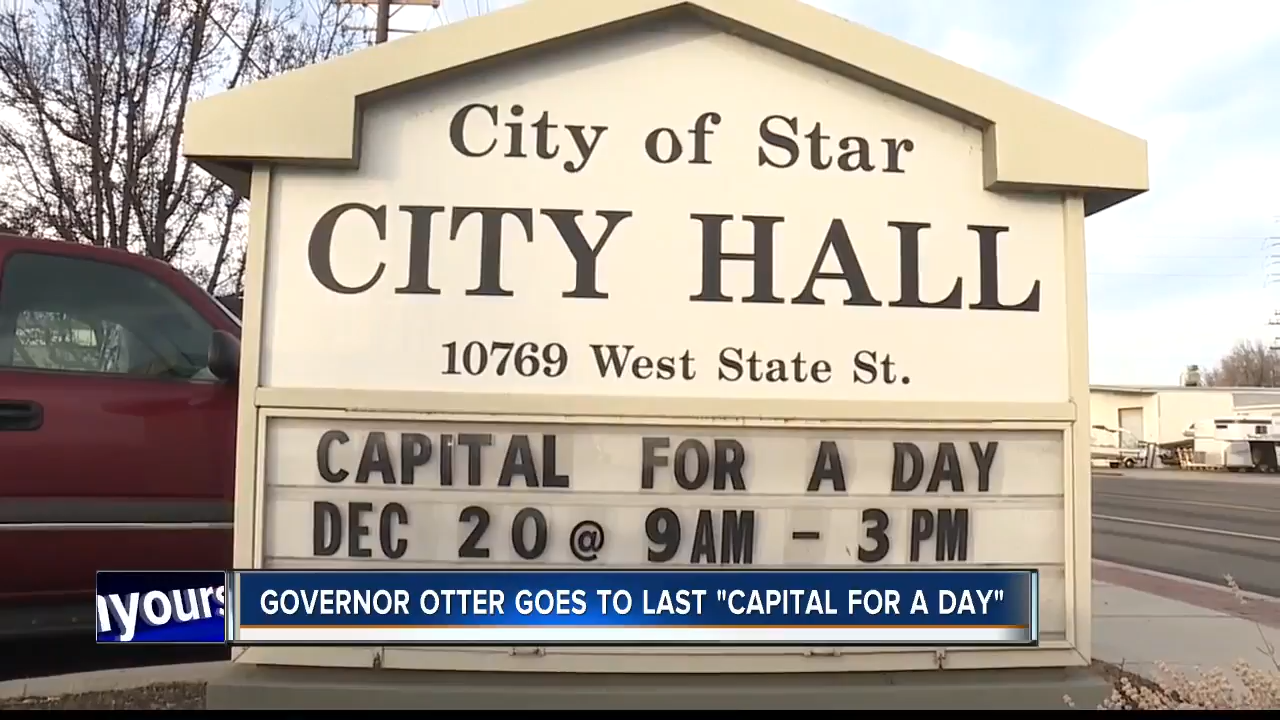 City of Star
CITY HALL
10769 West State St.
CAPITAL FOR A DAY
DEC 20 @ 9AM - 3PM
GOVERNOR OTTER GOES TO LAST "CAPITAL FOR A DAY"